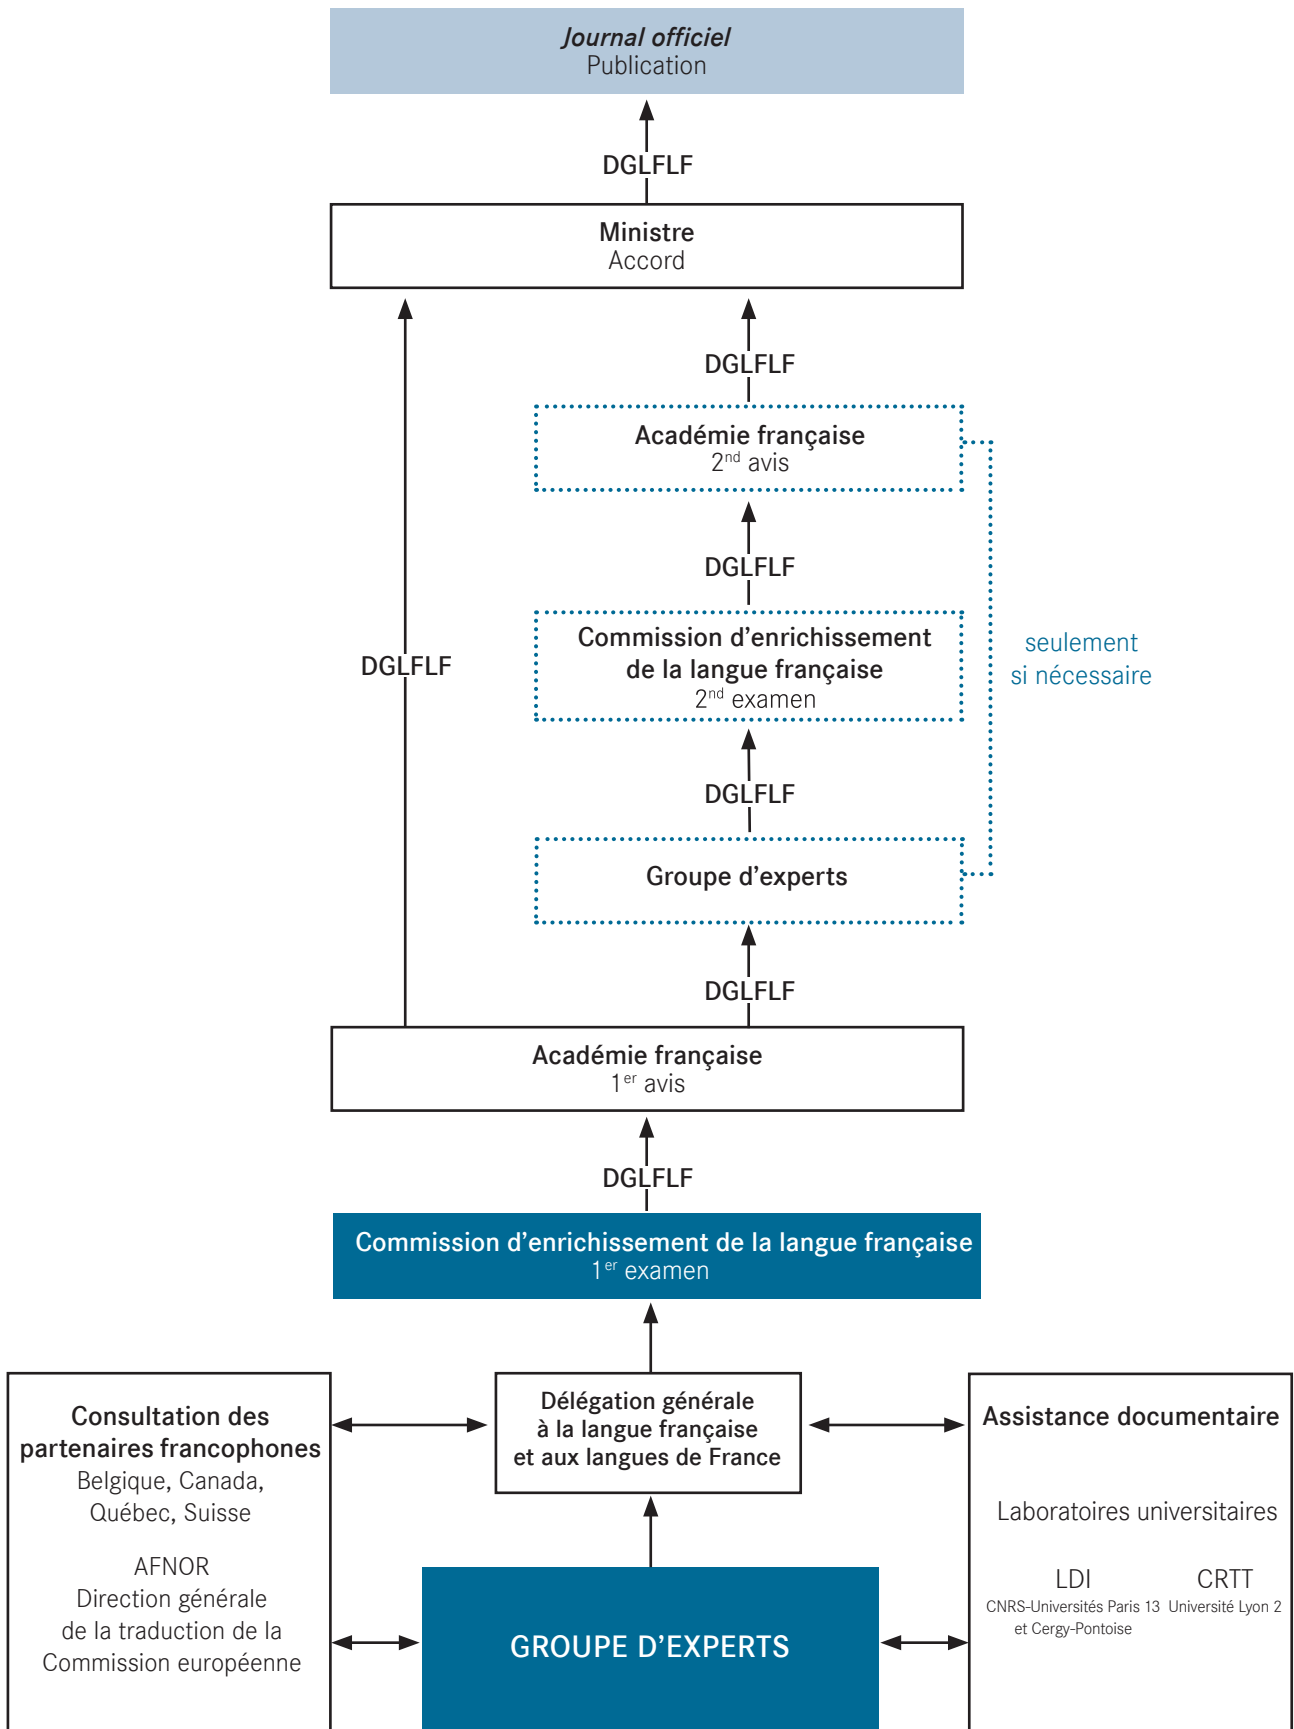 Journal officiel
Publication
DGLFLF
Ministre
Accord
DGLFLF
Académie française
2nd avis
DGLFLF
Commission d’enrichissement
de la langue française
2nd examen
seulement
si nécessaire
DGLFLF
DGLFLF
Groupe d’experts
DGLFLF
Académie française
1er avis
DGLFLF
Commission d’enrichissement de la langue française
1er examen
Délégation générale
à la langue française
et aux langues de France
Consultation des
partenaires francophones
Belgique, Canada,
Québec, Suisse
AFNOR
Direction générale
de la traduction de la
Commission européenne
Assistance documentaire
Laboratoires universitaires
LDI
CNRS-Universités Paris 13
et Cergy-Pontoise
CRTT
Université Lyon 2
GROUPE D’EXPERTS